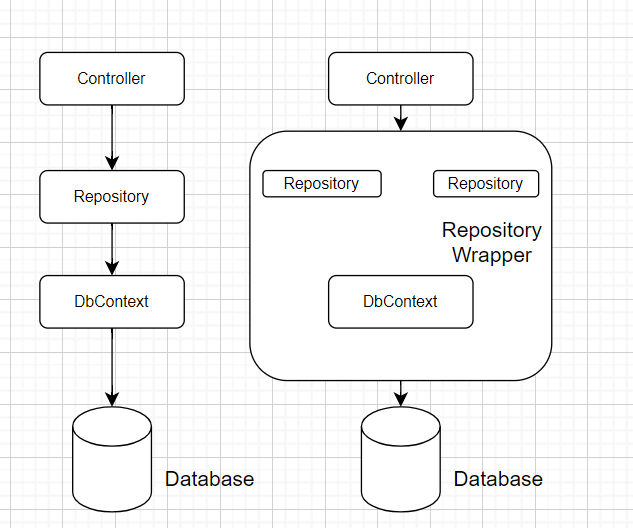 Controller
Controller
Repository
Repository
Repository
Repository
Wrapper
DbContext
DbContext
Database
Database